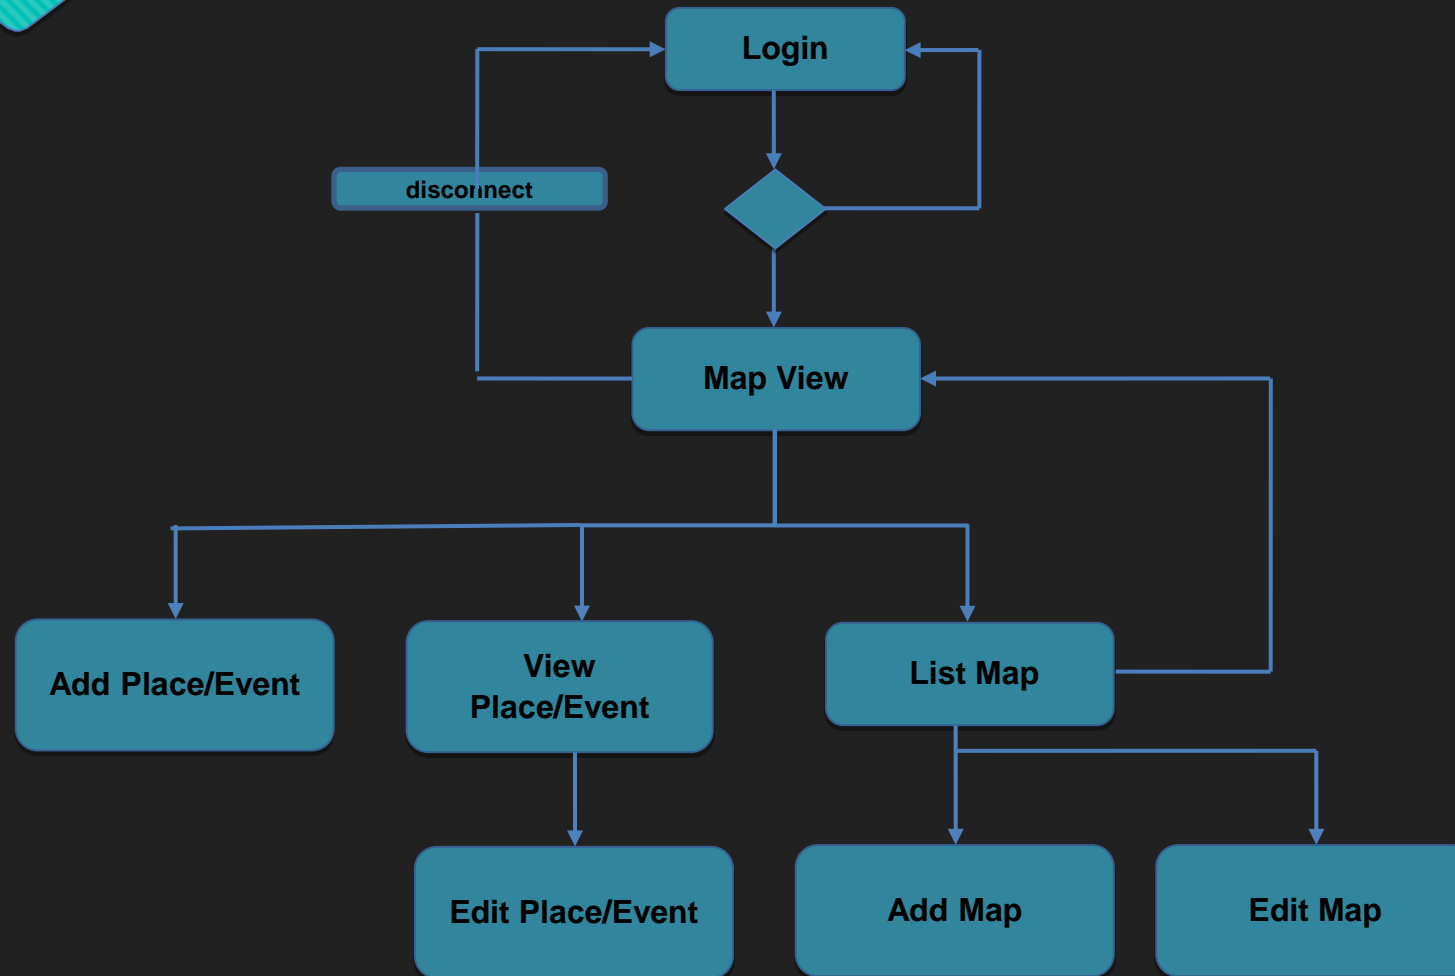 Login
disconnect
Map View
Add Place/Event
View
Place/Event
List Map
Edit Place/Event
Add Map
Edit Map